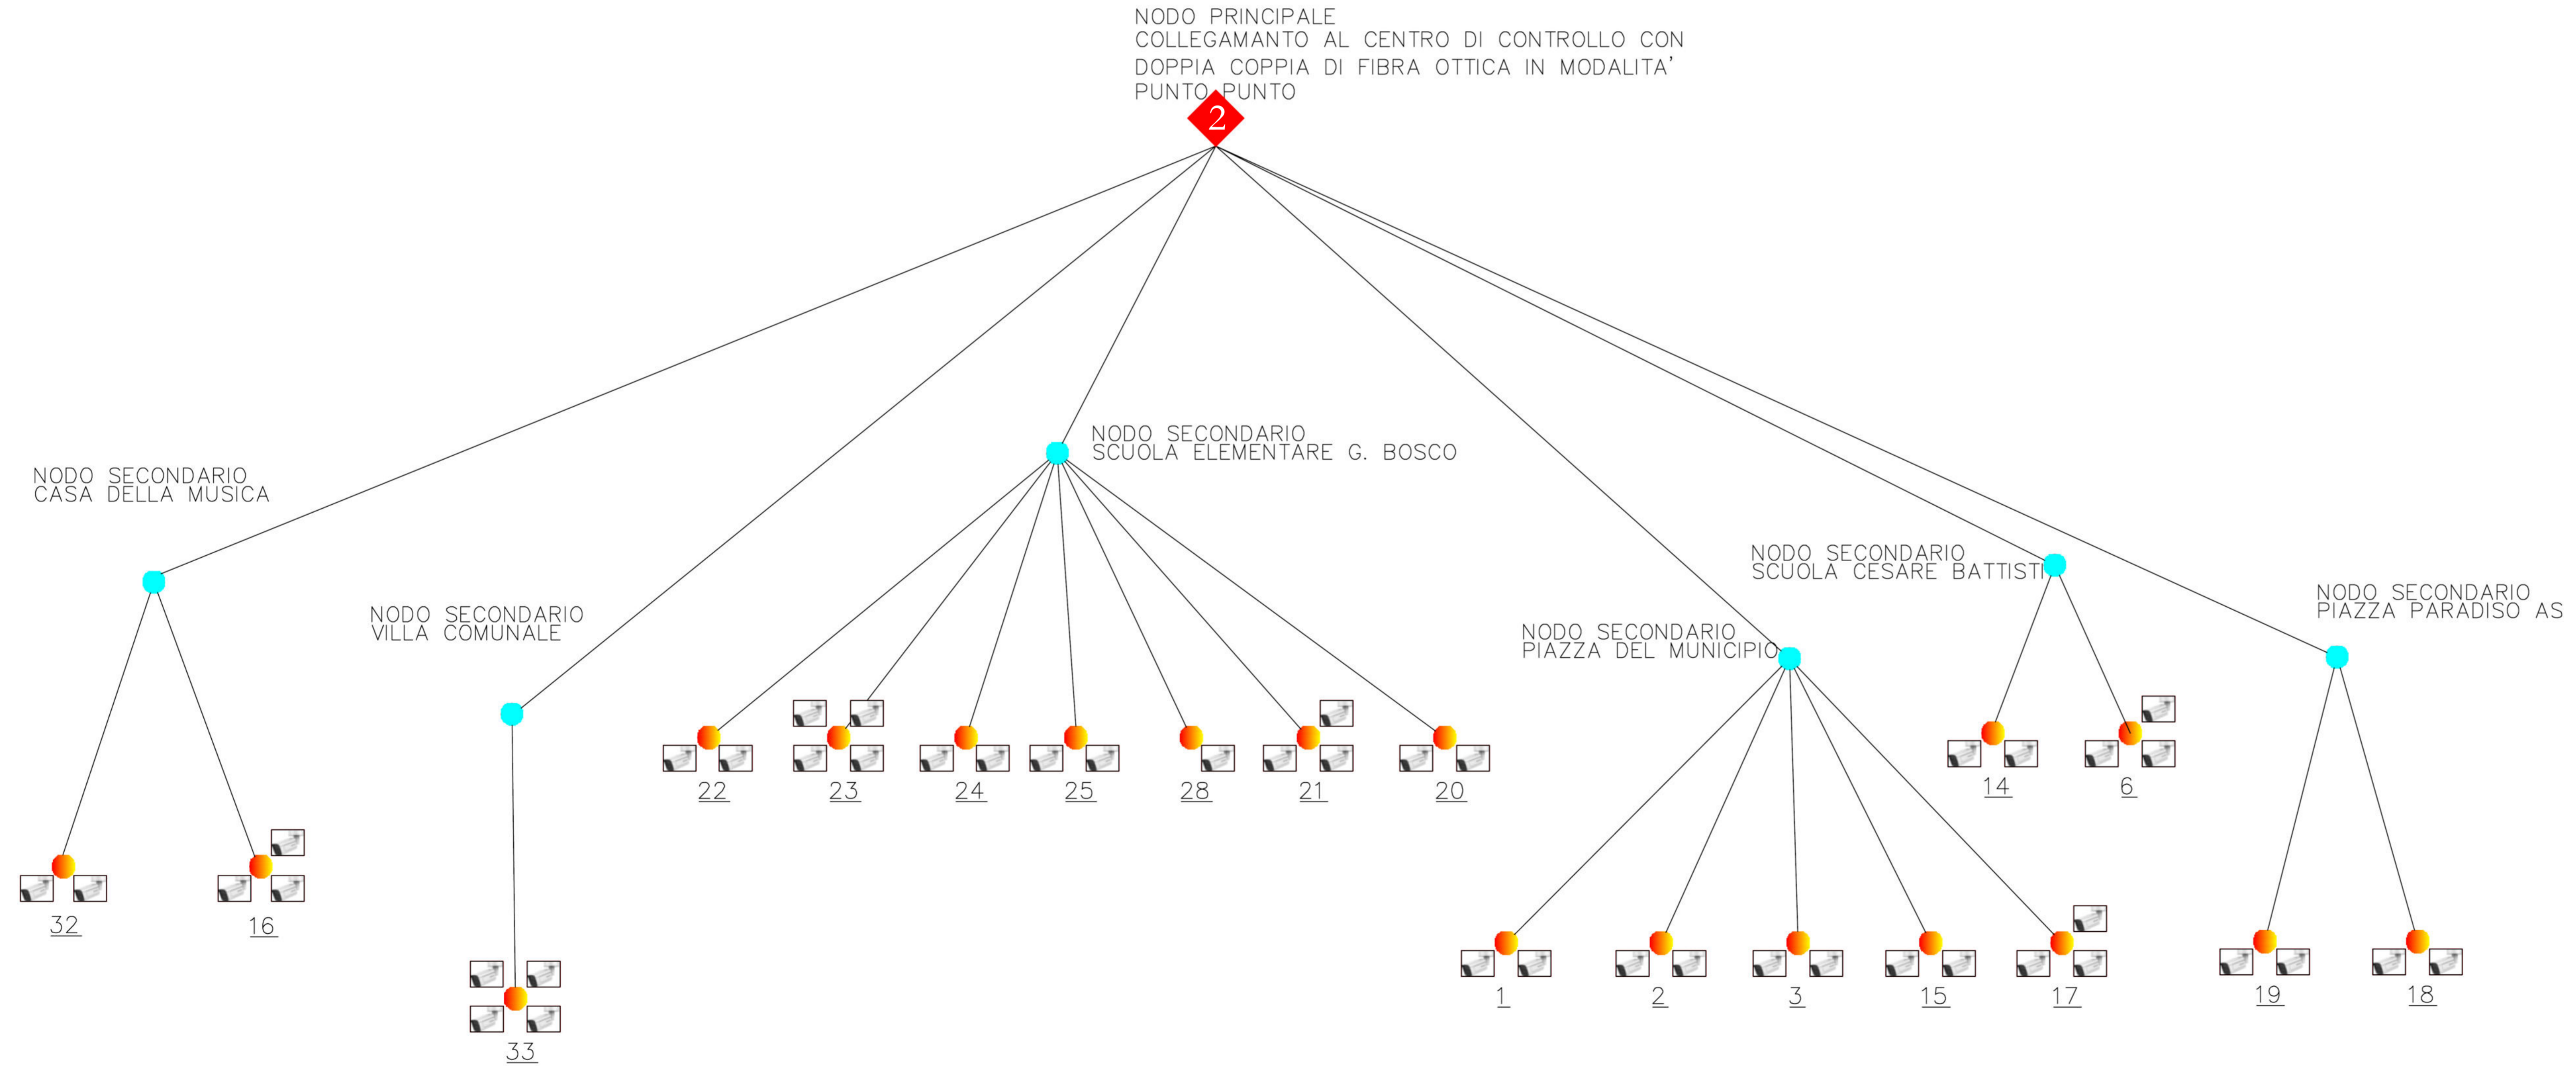 NODO PRINCIPALE
COLLEGAMANTO AL CENTRO DI CONTROLLO CON
DOPPIA COPPIA DI FIBRA OTTICA IN MODALITA'
PUNTO PUNTO
2
NODO SECONDARIO
SCUOLA ELEMENTARE G. BOSCO
NODO SECONDARIO
CASA DELLA MUSICA
NODO SECONDARIO
VILLA COMUNALE
NODO SECONDARIO
SCUOLA CESARE BATTISTI
NODO SECONDARIO
PIAZZA PARADISO AS
NODO SECONDARIO
PIAZZA DEL MUNICIPIO
22 23 24 25 28 21 20
14 6
32 16
1 2 3 15 17
19 18
33